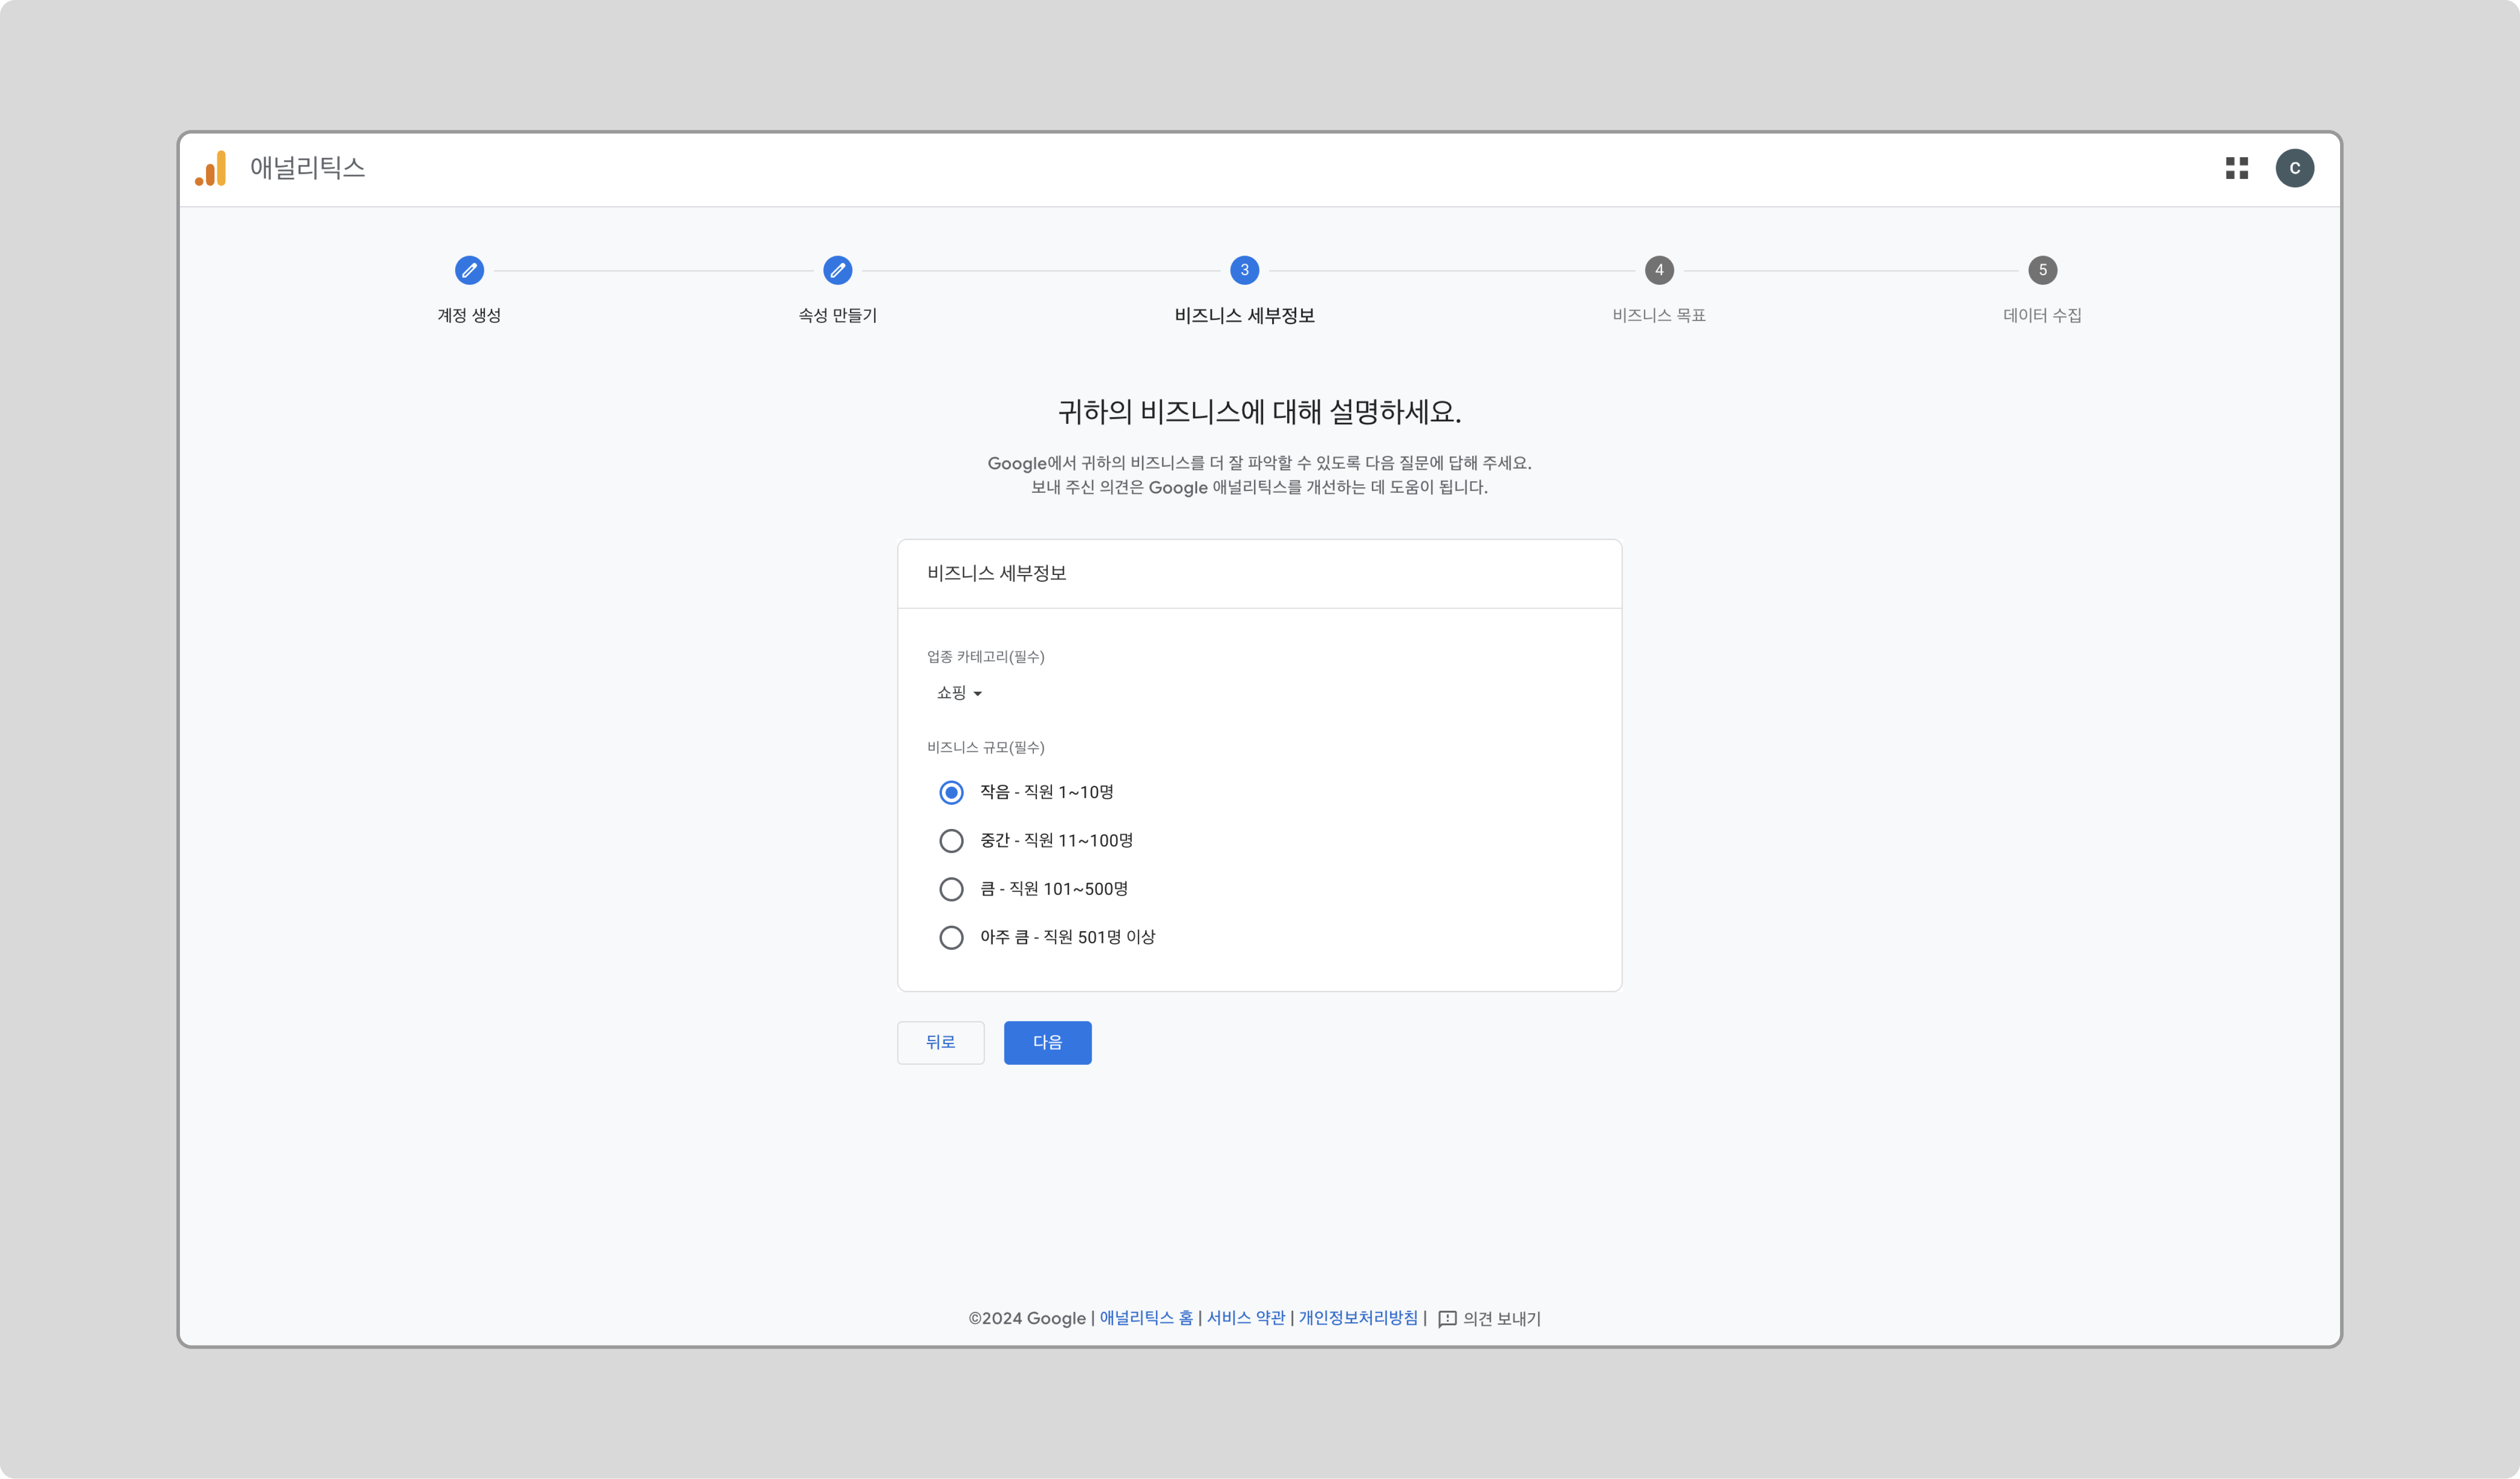 애널리틱스
C
3
4
5
계정 생성
속성 만들기
비즈니스 세부정보
비즈니스 목표
데이터 수집
귀하의 비즈니스에 대해 설명하세요.
Google에서 귀하의 비즈니스를 더 잘 파악할 수 있도록 다음 질문에 답해 주세요.
보내 주신 의견은 Google 애널리틱스를 개선하는 데 도움이 됩니다.
비즈니스 세부정보
업종 카테고리(필수)
쇼핑
비즈니스 규모(필수)
작음 - 직원 1~10명
중간 - 직원 11~100명
큼 - 직원 101~500명
아주 큼 - 직원 501명 이상
뒤로
다음
©2024 Google | 애널리틱스 홈 | 서비스 약관 | 개인정보처리방침 | 의견 보내기